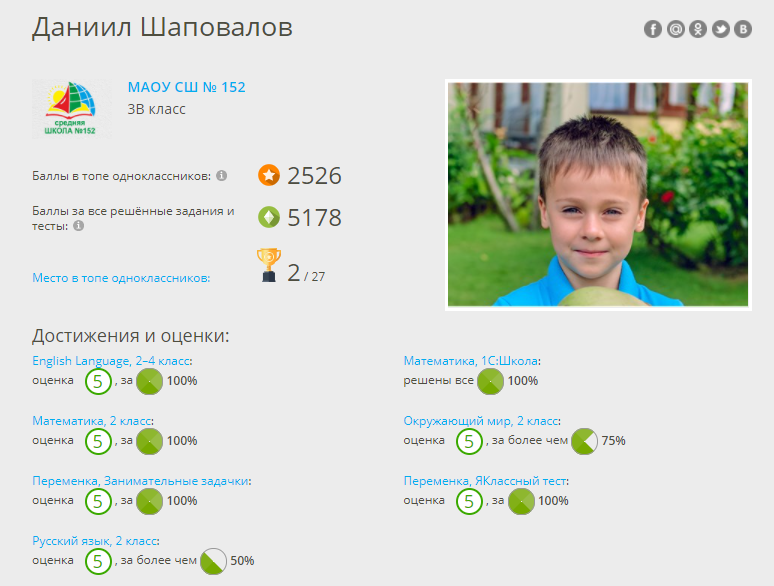 Даниил Шаповалов
f @ B
МАОУ СШ № 152
3В класс
средняя
ШКОЛА №152
Баллы в топе одноклассников: i
2526
Баллы за все решённые задания и
тесты: i
5178
Место в топе одноклассников:
2 / 27
Достижения и оценки:
English Language, 2–4 класс:
оценка 5 , за 100%
Математика, 1С:Школа:
решены все 100%
Математика, 2 класс:
оценка 5 , за 100%
Окружающий мир, 2 класс:
оценка 5 , за более чем 75%
Переменка, Занимательные задачки:
оценка 5 , за 100%
Переменка, ЯКлассный тест:
оценка 5 , за 100%
Русский язык, 2 класс:
оценка 5 , за более чем 50%